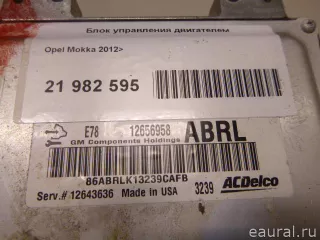 Блок управления двигателем
Opel Mokka 2012>
21 982 595
E78 12656958 ABRL
GM Components Holdings
86ABRLK13239CAFB
Serv.# 12643636 Made in USA 3239 ACDelco
eaural.ru